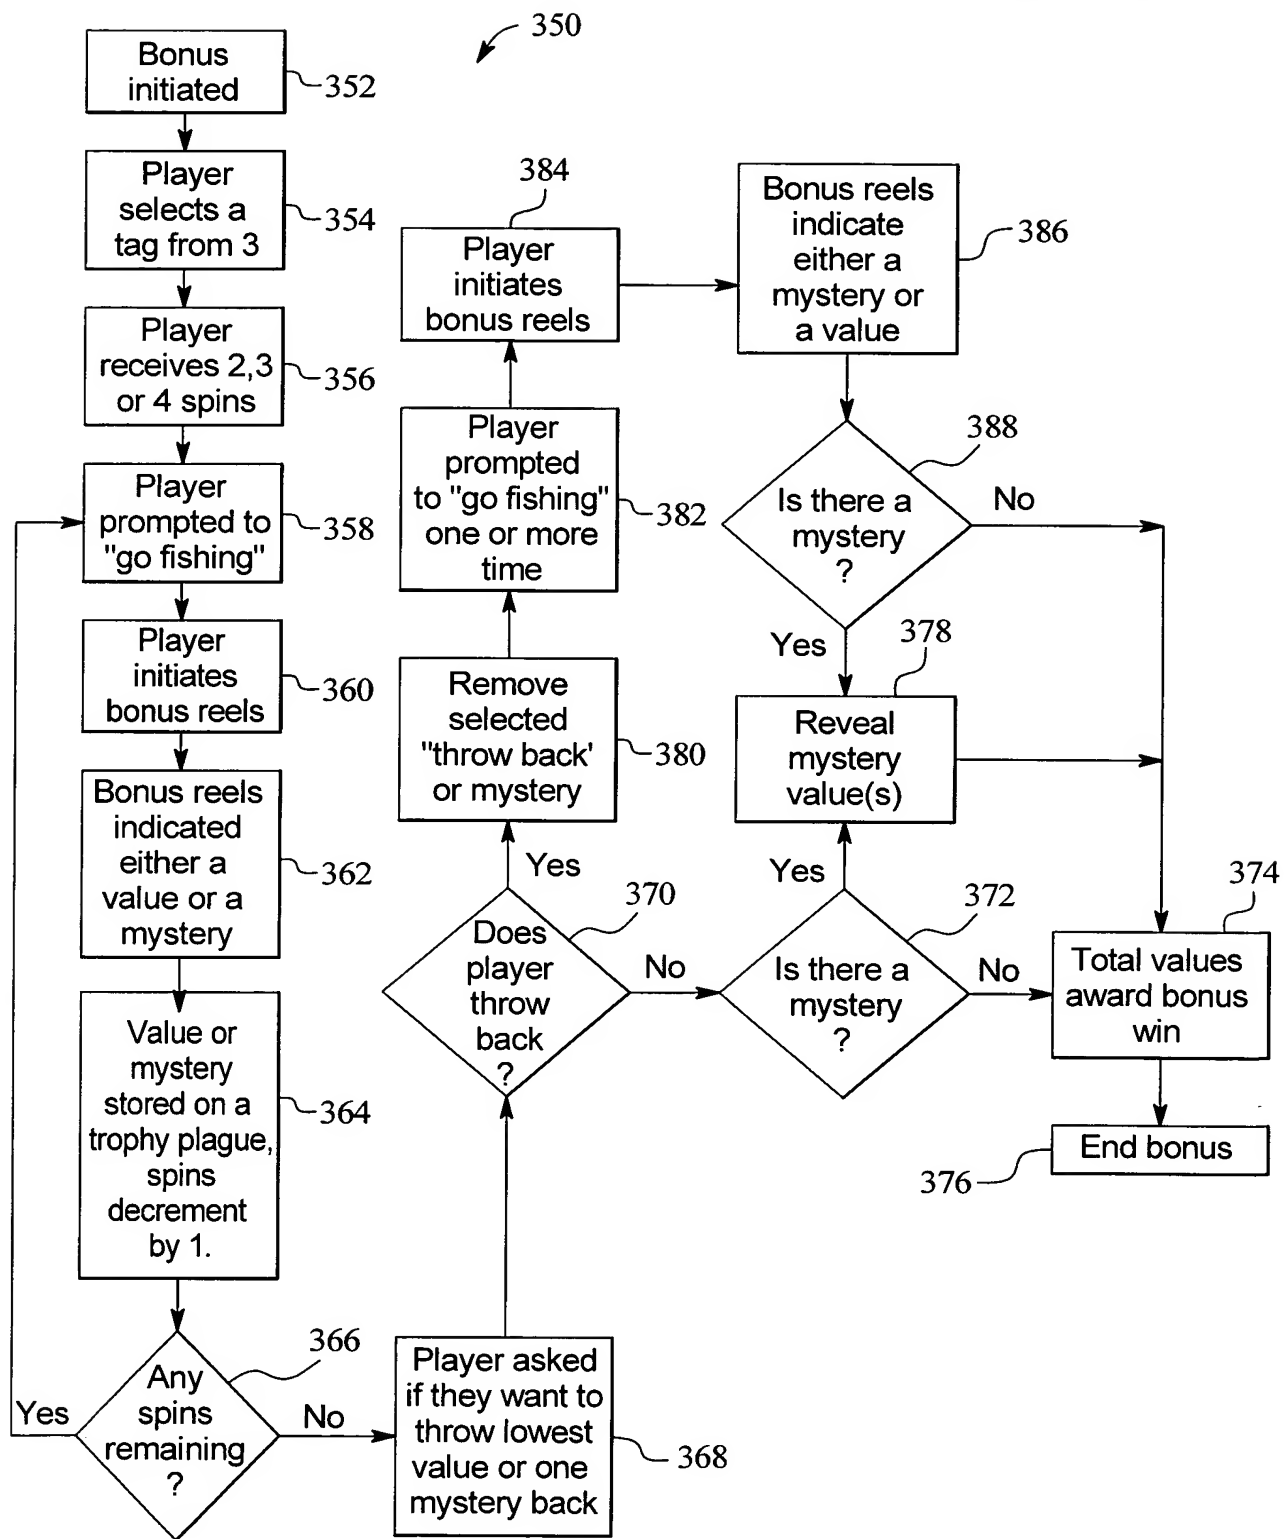 350
Bonus
initiated
352
Player
selects a
tag from 3
354
Player
receives 2,3
or 4 spins
356
Player
prompted to
"go fishing"
358
Player
initiates
bonus reels
360
Bonus reels
indicated
either a
value or a
mystery
362
Value or
mystery
stored on a
trophy plague,
spins
decrement
by 1.
364
Any
spins
remaining
?
366
Yes
No
Player asked
if they want to
throw lowest
value or one
mystery back
368
Does
player
throw
back
?
370
Yes
No
Remove
selected
"throw back'
or mystery
380
Player
prompted
to "go fishing"
one or more
time
382
Player
initiates
bonus reels
384
Bonus reels
indicate
either a
mystery or
a value
386
Is there a
mystery
?
388
No
Yes
Reveal
mystery
value(s)
378
Yes
Is there a
mystery
?
372
No
Total values
award bonus
win
374
End bonus
376